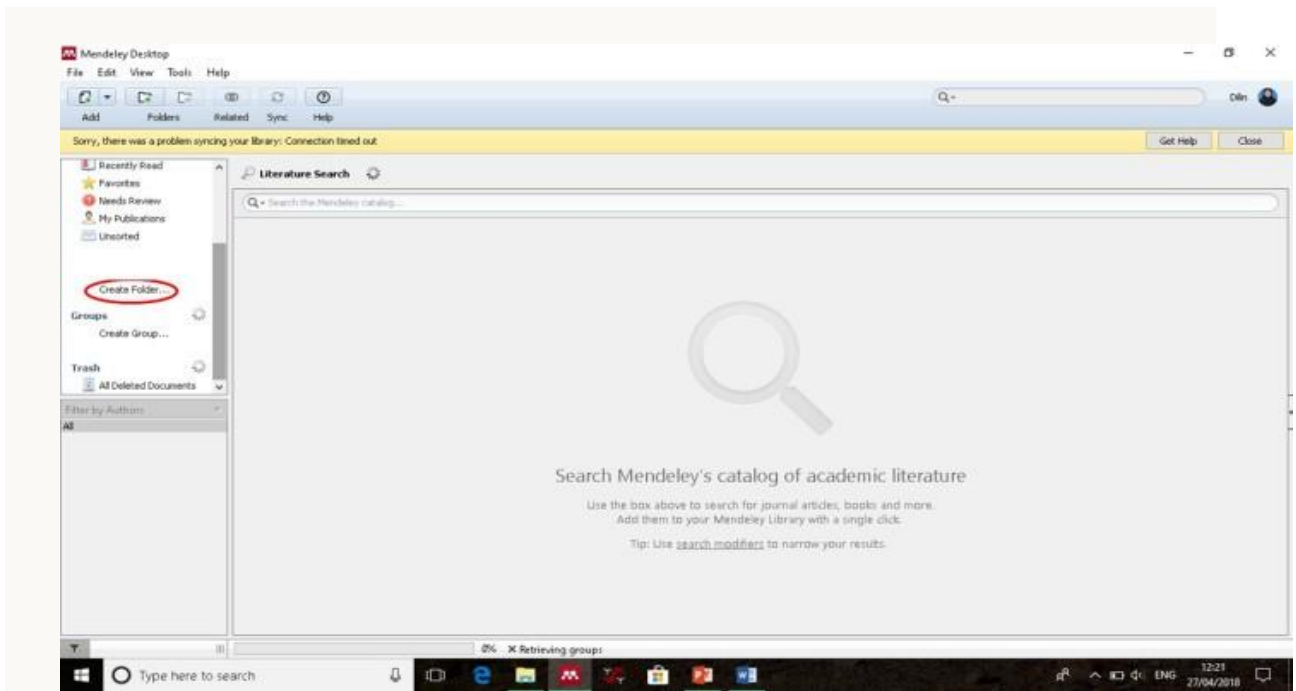 Mendeley Desktop
File Edit View Tools Help
Add Folders Related Sync Help
Dilin
Sorry, there was a problem syncing your library: Connection timed out
Get Help Close
Recently Read
Favorites
Needs Review
My Publications
Unsorted
Create Folder...
Groups
Create Group...
Trash
All Deleted Documents
Filter by Authors
All
Literature Search
Search the Mendeley catalog...
Search Mendeley's catalog of academic literature
Use the box above to search for journal articles, books and more.
Add them to your Mendeley Library with a single click.
Tip: Use search modifiers to narrow your results.
0% Retrieving groups
Type here to search
ENG
12:21
27/04/2018